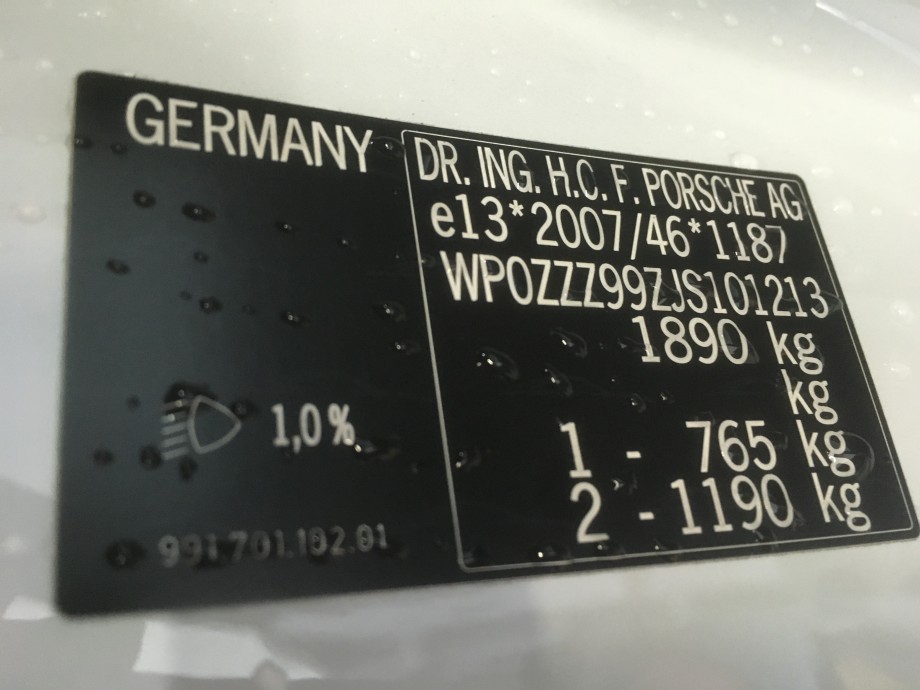 GERMANY
DR. ING. H.C. F. PORSCHE AG
e13*2007/46*1187
WP0ZZZ99ZJS101213
1890 kg
kg
1 - 765 kg
2 - 1190 kg
1,0 %
991.701.102.01